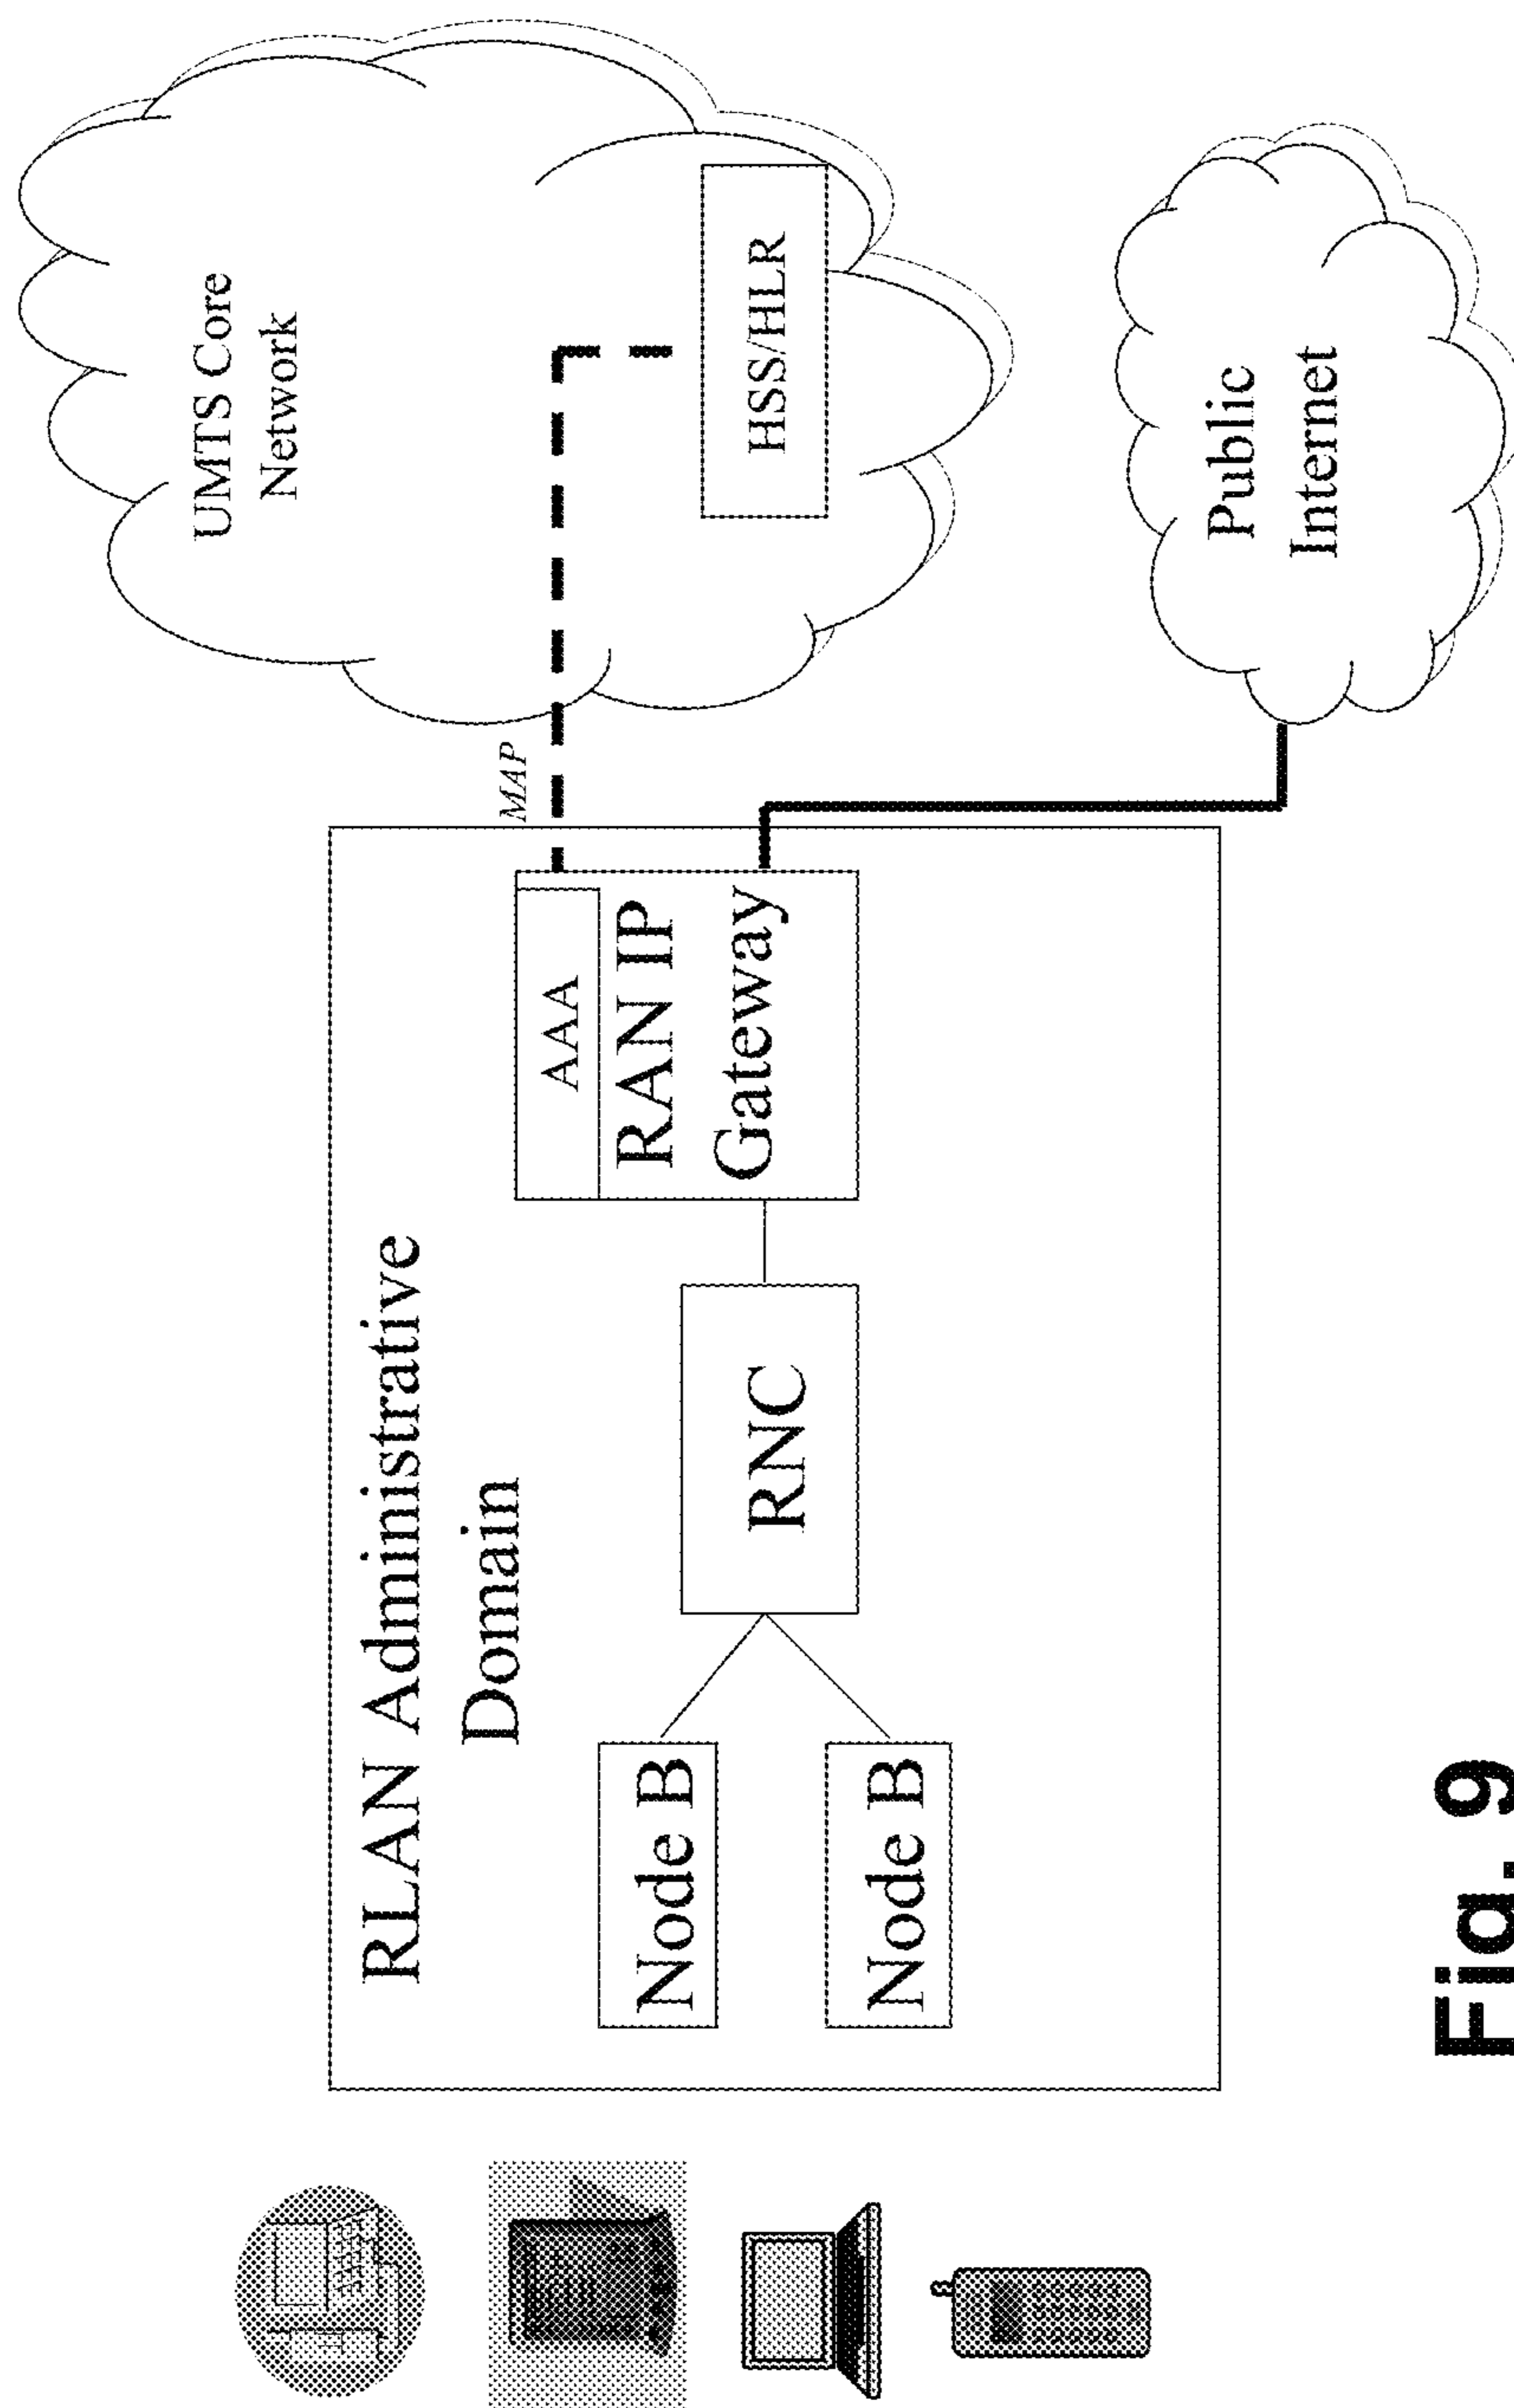 UMTS Core
Network
RLAN Administrative
Domain
MAP
AAA
RAN IP
Gateway
HSS/HLR
Node B
RNC
Node B
Public
Internet
Fig. 9